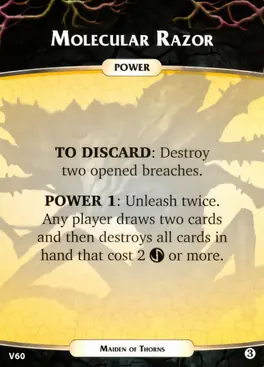 MOLECULAR RAZOR
POWER
TO DISCARD: Destroy
two opened breaches.
POWER 1: Unleash twice.
Any player draws two cards
and then destroys all cards in
hand that cost 2 or more.
MAIDEN OF THORNS
V60
3